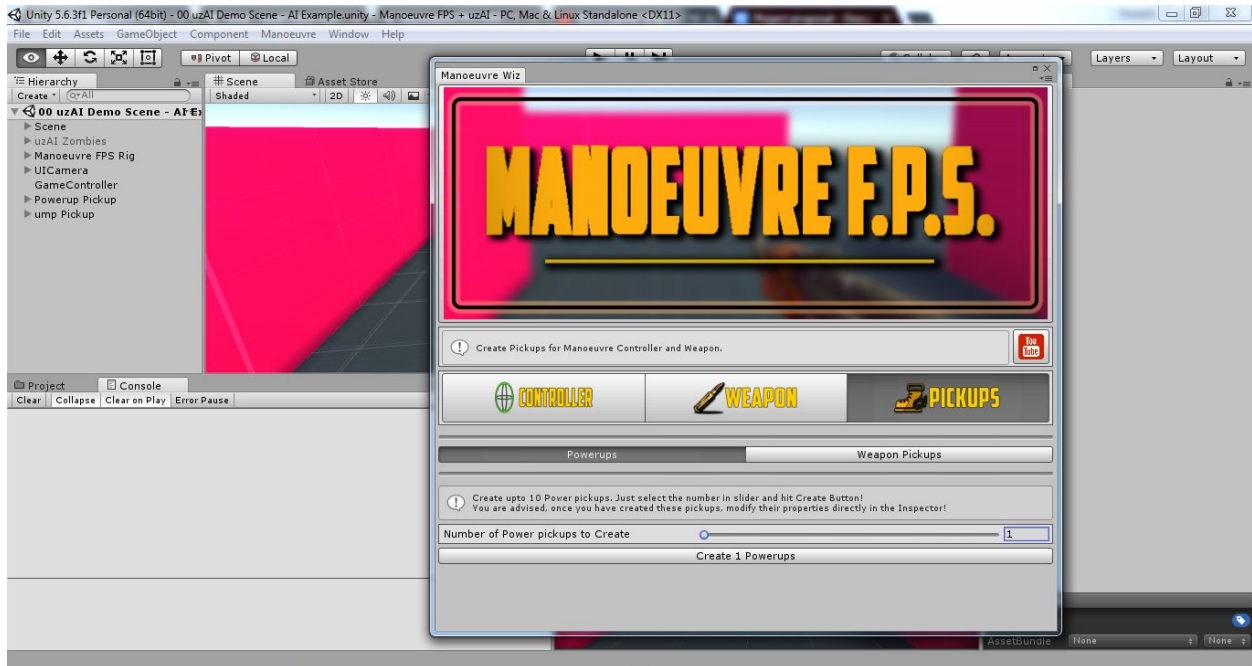 Unity 5.6.3f1 Personal (64bit) - 00 uzAI Demo Scene - AI Example.unity - Manoeuvre FPS + uzAI - PC, Mac & Linux Standalone <DX11>
File Edit Assets GameObject Component Manoeuvre Window Help
Pivot Local Layers Layout
Hierarchy Scene Asset Store
Create All Shaded 2D
00 uzAI Demo Scene - AI Ex
Scene
uzAI Zombies
Manoeuvre FPS Rig
UICamera
GameController
Powerup Pickup
ump Pickup
Project Console
Clear Collapse Clear on Play Error Pause
Manoeuvre Wiz
MANOEUVRE F.P.S.
Create Pickups for Manoeuvre Controller and Weapon.
You Tube
CONTROLLER WEAPON PICKUPS
Powerups Weapon Pickups
Create upto 10 Power pickups. Just select the number in slider and hit Create Button!
You are advised, once you have created these pickups, modify their properties directly in the Inspector!
Number of Power pickups to Create 1
Create 1 Powerups
AssetBundle None None